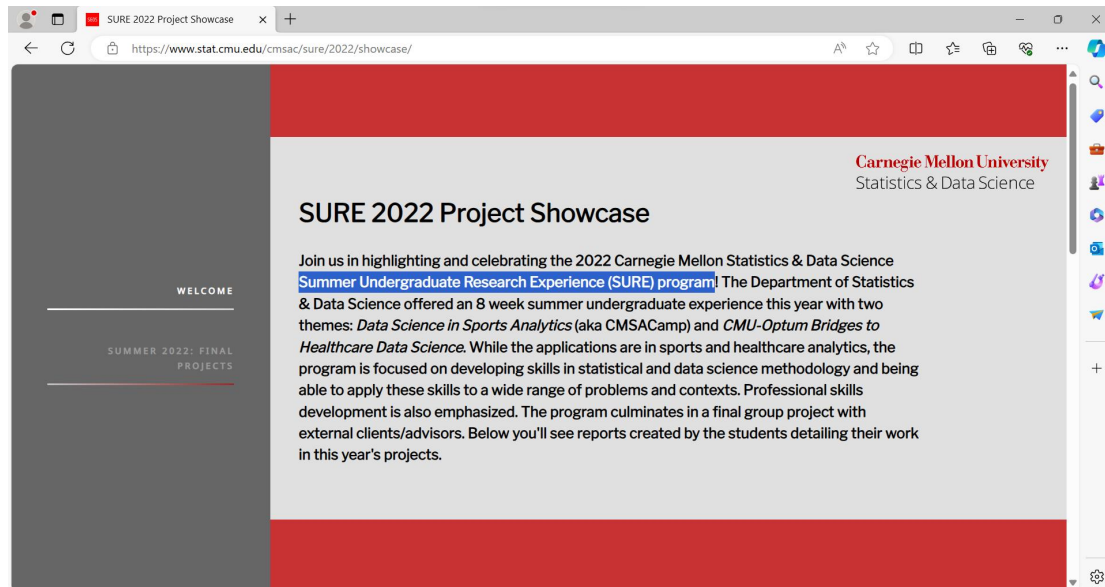 SURE 2022 Project Showcase
https://www.stat.cmu.edu/cmsac/sure/2022/showcase/
Carnegie Mellon University
Statistics & Data Science
SURE 2022 Project Showcase
Join us in highlighting and celebrating the 2022 Carnegie Mellon Statistics & Data Science
Summer Undergraduate Research Experience (SURE) program! The Department of Statistics
& Data Science offered an 8 week summer undergraduate experience this year with two
themes: Data Science in Sports Analytics (aka CMSACamp) and CMU-Optum Bridges to
Healthcare Data Science. While the applications are in sports and healthcare analytics, the
program is focused on developing skills in statistical and data science methodology and being
able to apply these skills to a wide range of problems and contexts. Professional skills
development is also emphasized. The program culminates in a final group project with
external clients/advisors. Below you'll see reports created by the students detailing their work
in this year's projects.
WELCOME
SUMMER 2022: FINAL
PROJECTS